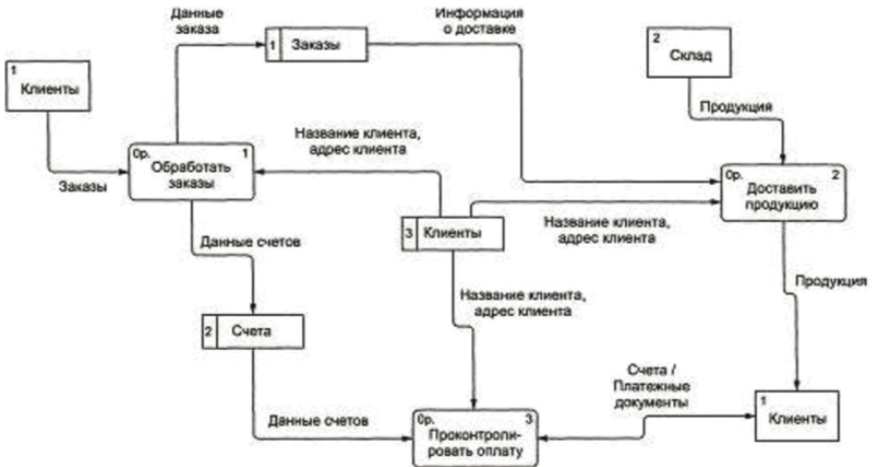 Данные
заказа
Информация
о доставке
1 Заказы
2
Склад
1
Клиенты
Продукция
Название клиента,
адрес клиента
0р. 1
Обработать
заказы
Заказы
0р. 2
Доставить
продукцию
Название клиента,
адрес клиента
3 Клиенты
Данные счетов
Продукция
Название клиента,
адрес клиента
2 Счета
Счета /
Платежные
документы
1
Клиенты
Данные счетов
0р. 3
Проконтроли-
ровать оплату